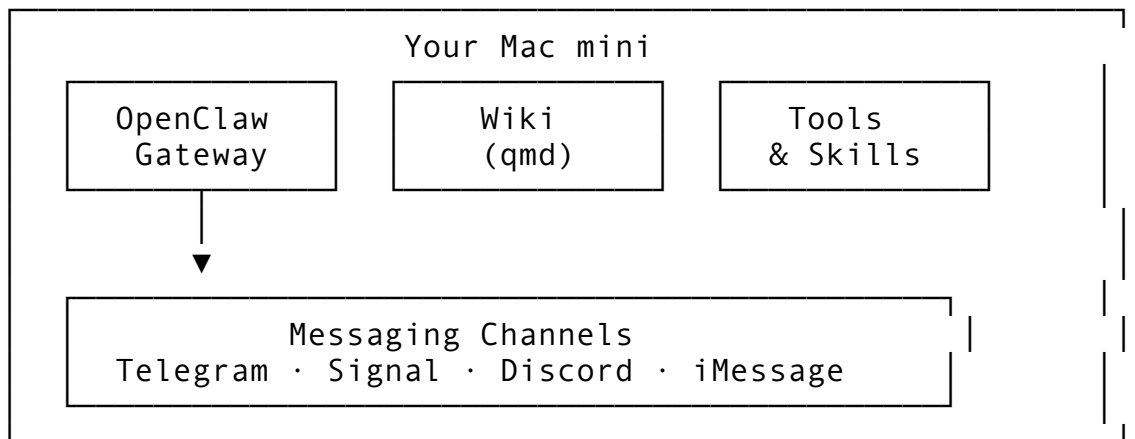 Your Mac mini
OpenClaw Gateway
Wiki (qmd)
Tools & Skills
Messaging Channels
Telegram · Signal · Discord · iMessage